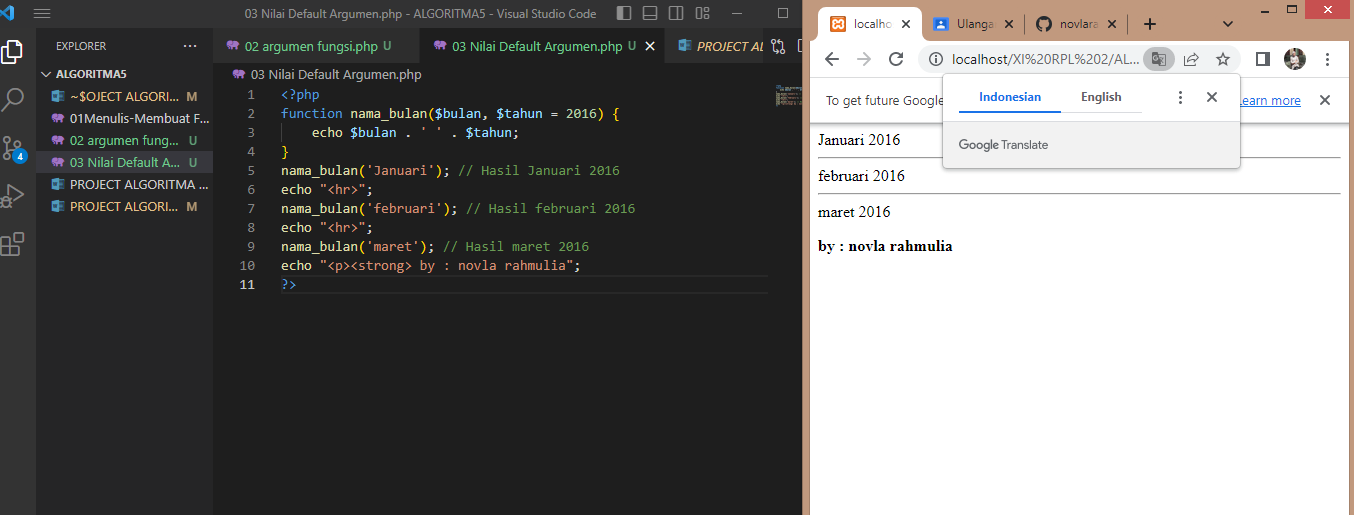 03 Nilai Default Argumen.php - ALGORITMA5 - Visual Studio Code
EXPLORER
ALGORITMA5
~$OJECT ALGORI... M
01Menulis-Membuat F...
02 argumen fung... U
03 Nilai Default A... U
PROJECT ALGORITMA ...
PROJECT ALGORI... M
4
02 argumen fungsi.php U
03 Nilai Default Argumen.php U
PROJECT AL
03 Nilai Default Argumen.php
1 <?php
2 function nama_bulan($bulan, $tahun = 2016) {
3 echo $bulan . ' ' . $tahun;
4 }
5 nama_bulan('Januari'); // Hasil Januari 2016
6 echo "<hr>";
7 nama_bulan('februari'); // Hasil februari 2016
8 echo "<hr>";
9 nama_bulan('maret'); // Hasil maret 2016
10 echo "<p><strong> by : novla rahmulia";
11 ?>
localho
Ulanga
novlara
localhost/XI%20RPL%202/AL...
To get future Google
Learn more
Indonesian
English
Google Translate
Januari 2016
februari 2016
maret 2016
by : novla rahmulia